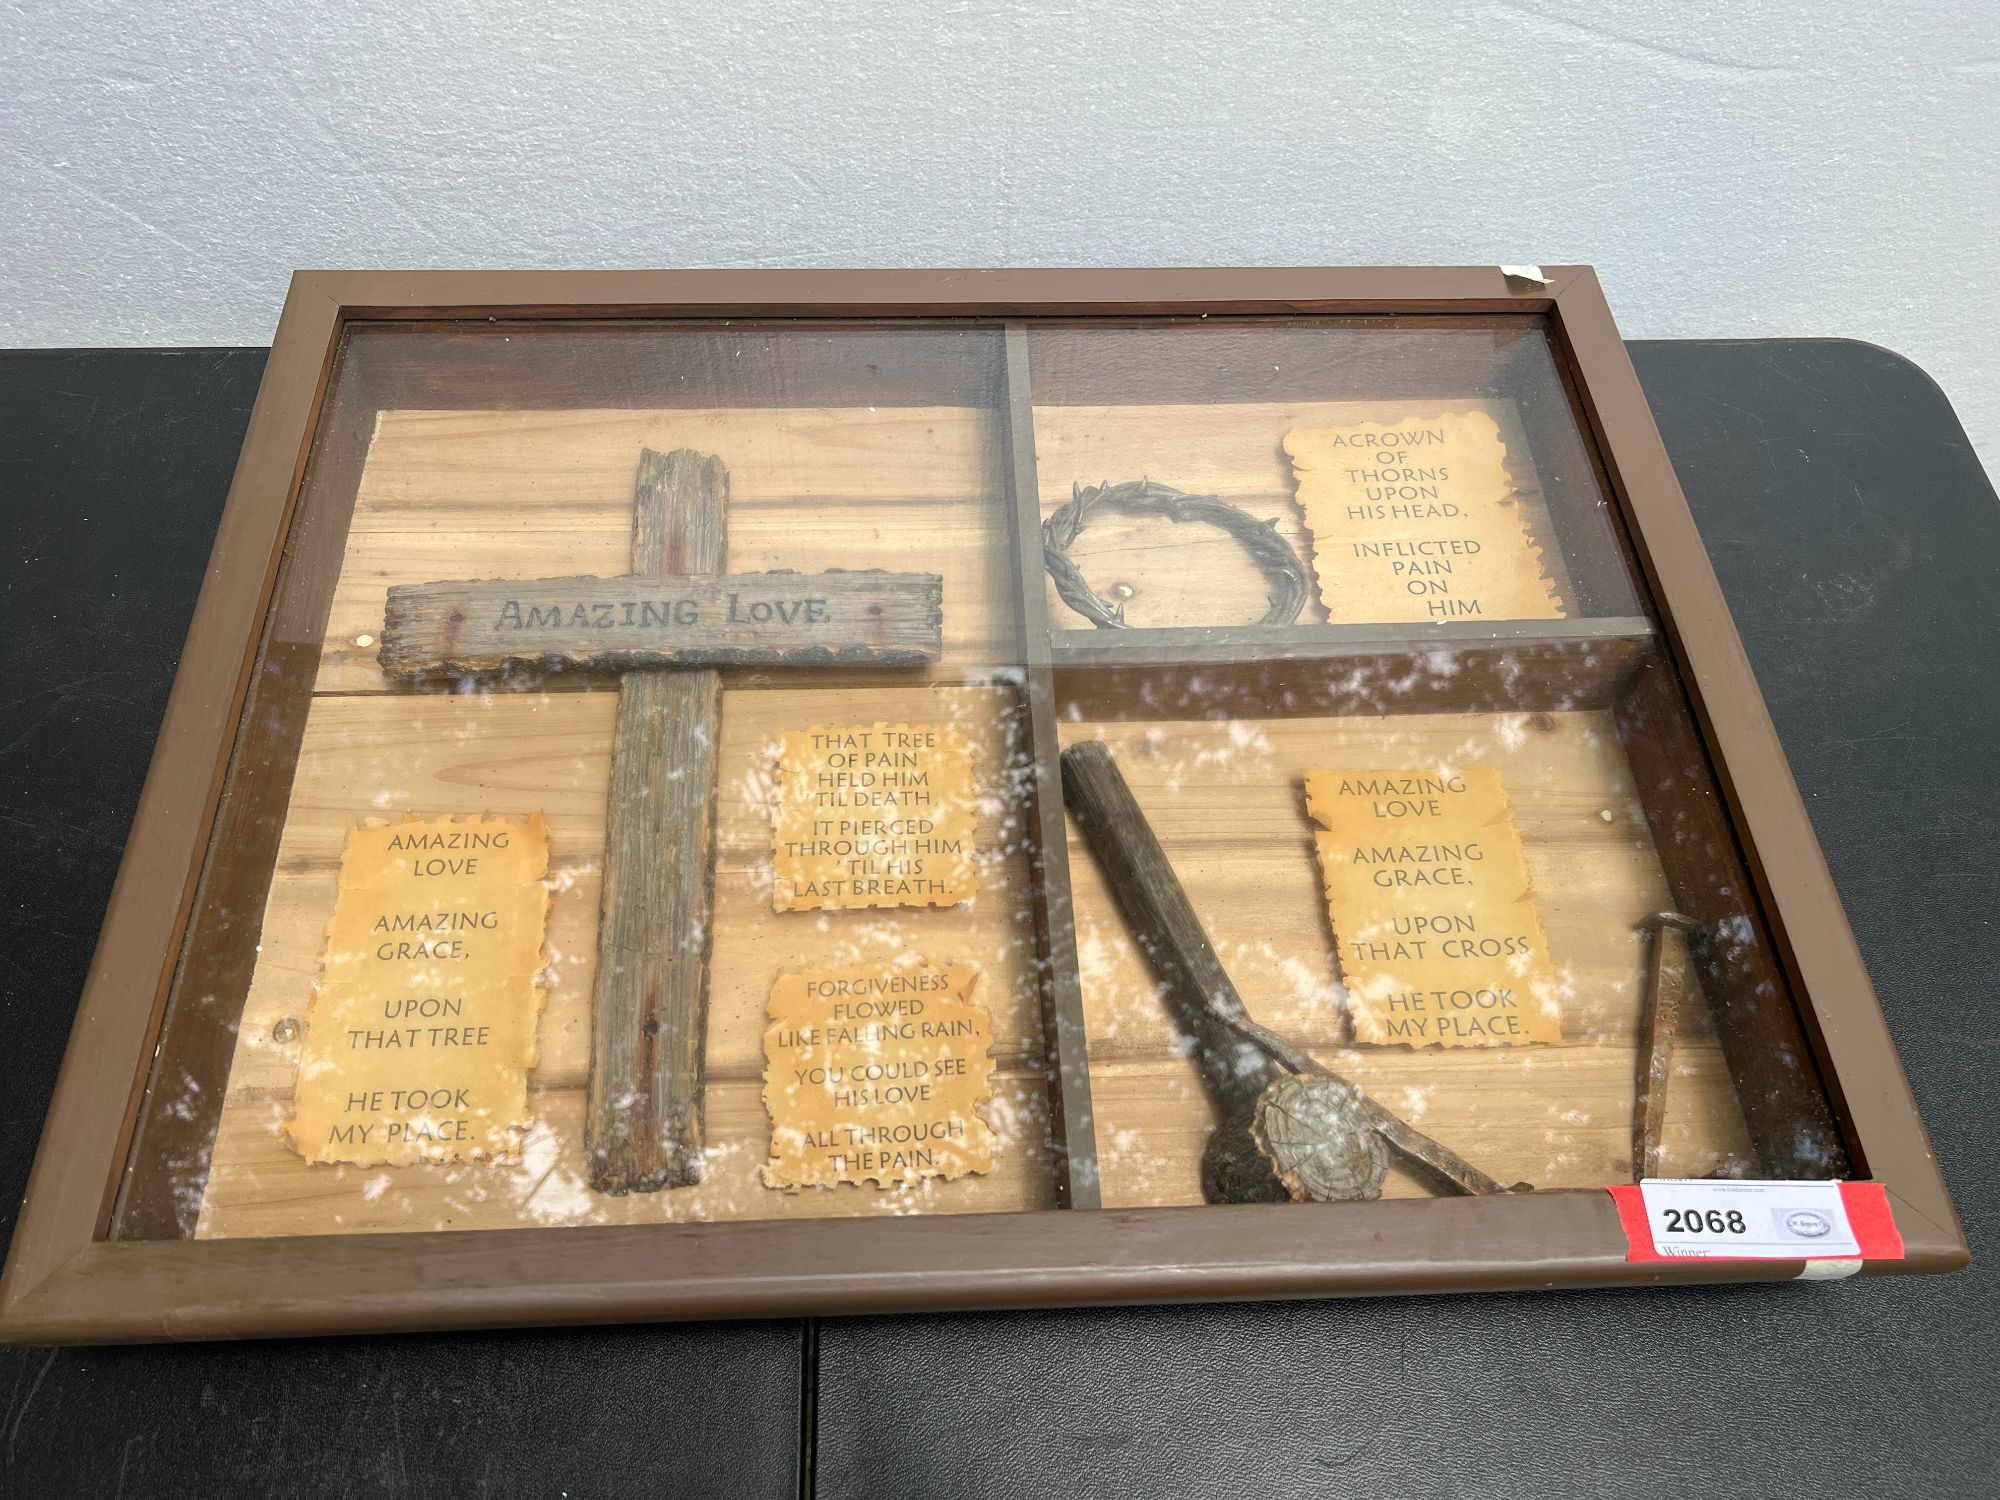 AMAZING LOVE
AMAZING
LOVE
AMAZING
GRACE,
UPON
THAT TREE
HE TOOK
MY PLACE.
THAT TREE
OF PAIN
HELD HIM
'TIL DEATH,
IT PIERCED
THROUGH HIM
'TIL HIS
LAST BREATH.
FORGIVENESS
FLOWED
LIKE FALLING RAIN,
YOU COULD SEE
HIS LOVE
ALL THROUGH
THE PAIN.
A CROWN
OF
THORNS
UPON
HIS HEAD,
INFLICTED
PAIN
ON
HIM
AMAZING
LOVE
AMAZING
GRACE,
UPON
THAT CROSS
HE TOOK
MY PLACE.
2068
Winner: